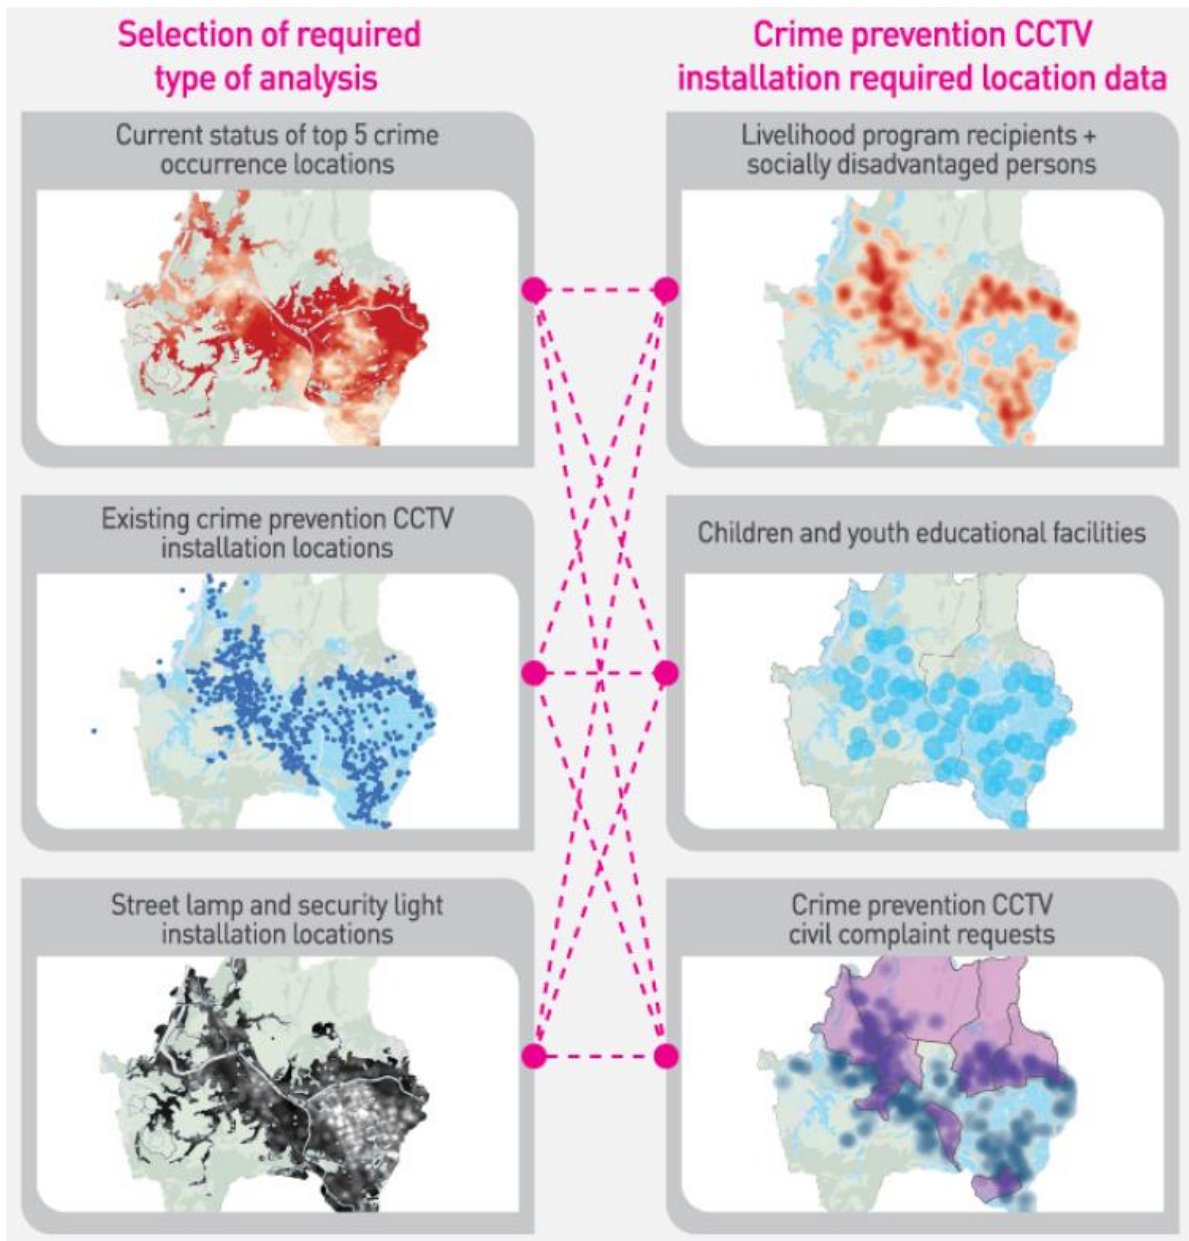 Selection of required
type of analysis
Crime prevention CCTV
installation required location data
Current status of top 5 crime
occurrence locations
Livelihood program recipients +
socially disadvantaged persons
Existing crime prevention CCTV
installation locations
Children and youth educational facilities
Street lamp and security light
installation locations
Crime prevention CCTV
civil complaint requests